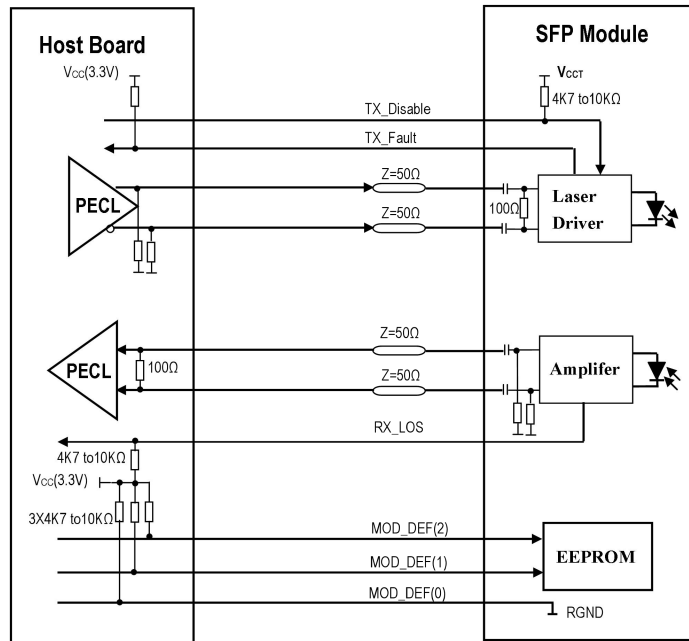 Host Board
SFP Module
Vcc(3.3V)
VCCT
4K7 to10KΩ
TX_Disable
TX_Fault
Z=50Ω
PECL
100Ω
Laser
Driver
Z=50Ω
Z=50Ω
PECL
100Ω
Amplifer
Z=50Ω
RX_LOS
4K7 to10KΩ
Vcc(3.3V)
3X4K7 to10KΩ
MOD_DEF(2)
MOD_DEF(1)
EEPROM
MOD_DEF(0)
RGND